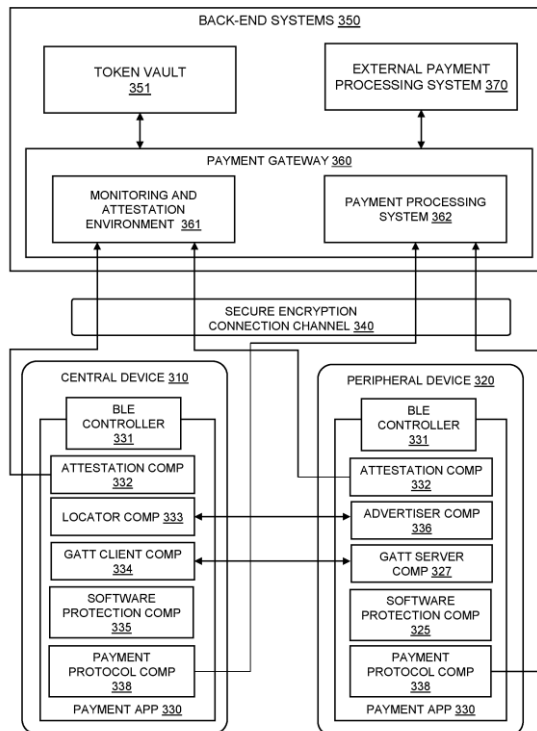 BACK-END SYSTEMS 350
TOKEN VAULT
351
EXTERNAL PAYMENT
PROCESSING SYSTEM 370
PAYMENT GATEWAY 360
MONITORING AND
ATTESTATION
ENVIRONMENT 361
PAYMENT PROCESSING
SYSTEM 362
SECURE ENCRYPTION
CONNECTION CHANNEL 340
CENTRAL DEVICE 310
BLE
CONTROLLER
331
ATTESTATION COMP
332
LOCATOR COMP 333
GATT CLIENT COMP
334
SOFTWARE
PROTECTION COMP
335
PAYMENT
PROTOCOL COMP
338
PAYMENT APP 330
PERIPHERAL DEVICE 320
BLE
CONTROLLER
331
ATTESTATION COMP
332
ADVERTISER COMP
336
GATT SERVER
COMP 327
SOFTWARE
PROTECTION COMP
325
PAYMENT
PROTOCOL COMP
338
PAYMENT APP 330